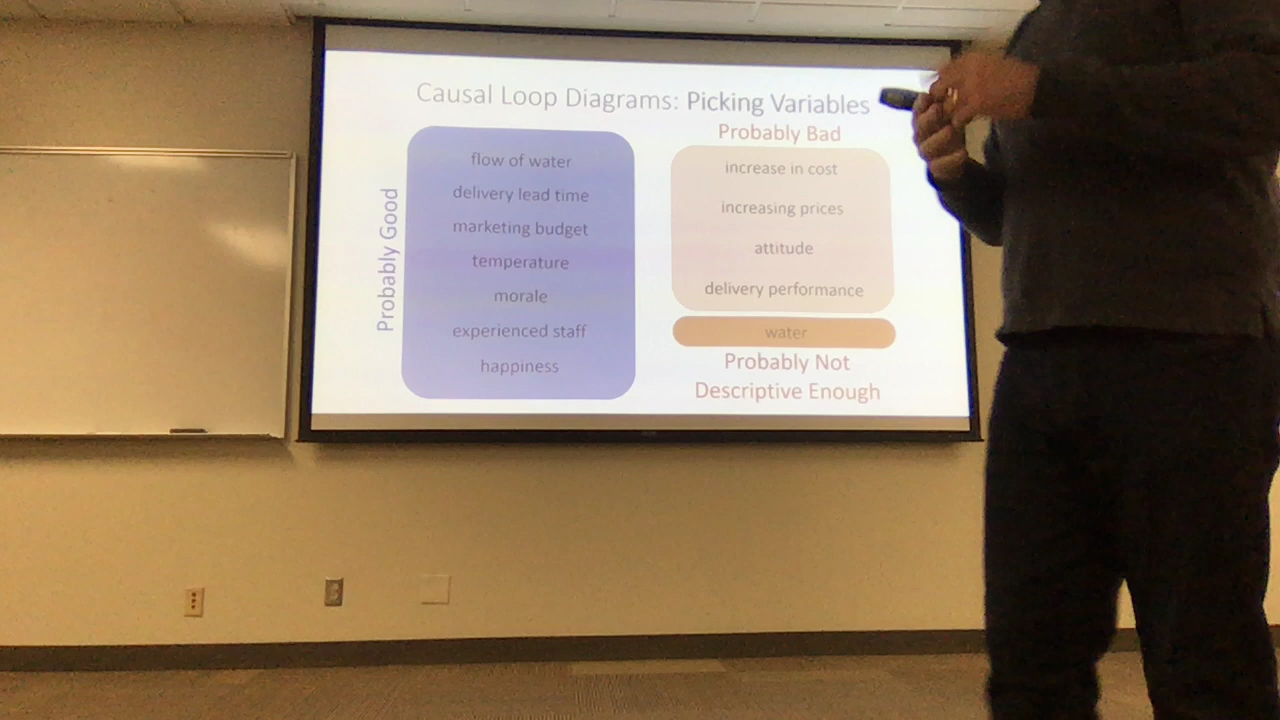 Causal Loop Diagrams: Picking Variables
Probably Good
flow of water
delivery lead time
marketing budget
temperature
morale
experienced staff
happiness
Probably Bad
increase in cost
increasing prices
attitude
delivery performance
water
Probably Not
Descriptive Enough